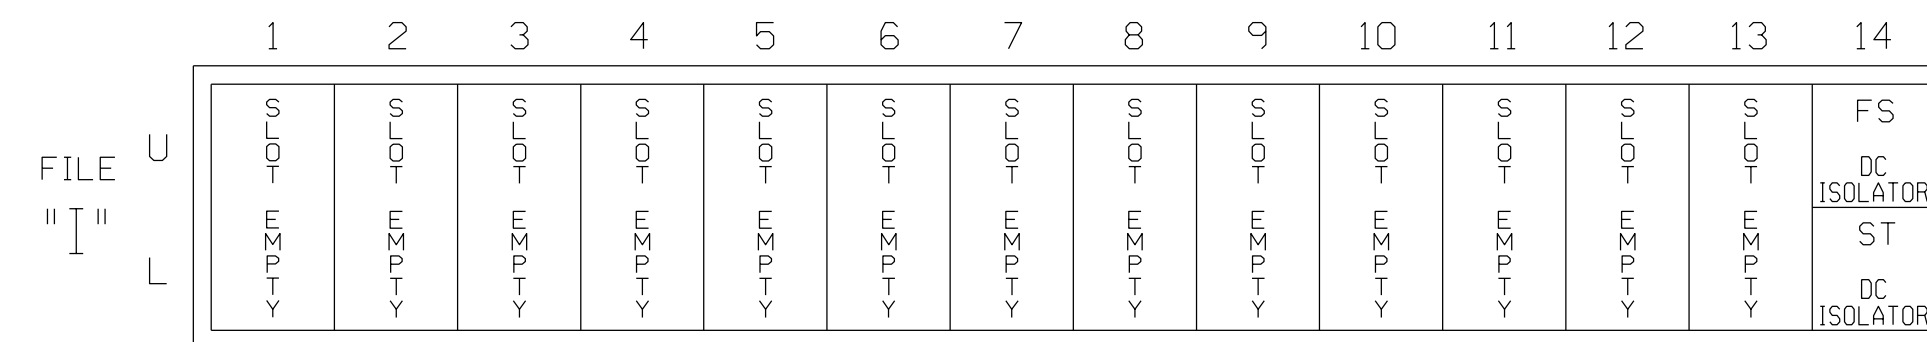 1 2 3 4 5 6 7 8 9 10 11 12 13 14
FILE
"I"
U
L
SLOT EMPTY
SLOT EMPTY
SLOT EMPTY
SLOT EMPTY
SLOT EMPTY
SLOT EMPTY
SLOT EMPTY
SLOT EMPTY
SLOT EMPTY
SLOT EMPTY
SLOT EMPTY
SLOT EMPTY
SLOT EMPTY
FS
DC
ISOLATOR
ST
DC
ISOLATOR